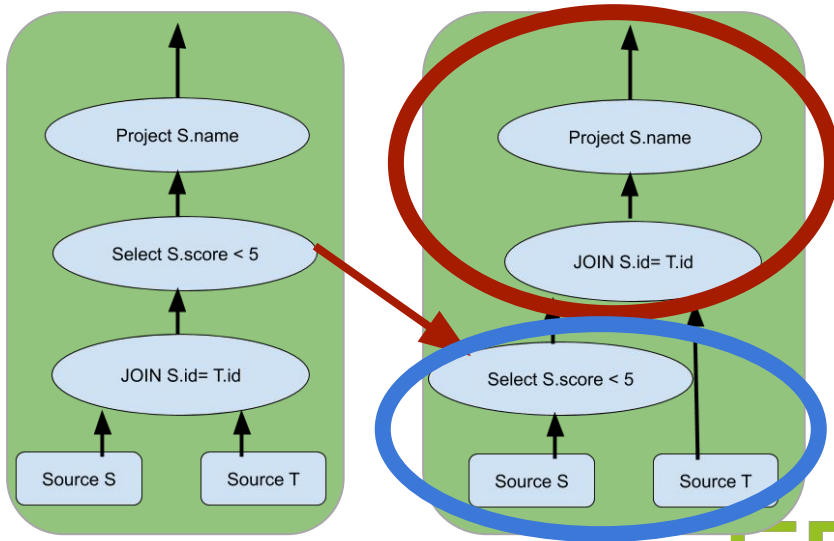 Project S.name
Select S.score < 5
JOIN S.id= T.id
Source S
Source T
Project S.name
JOIN S.id= T.id
Select S.score < 5
Source S
Source T